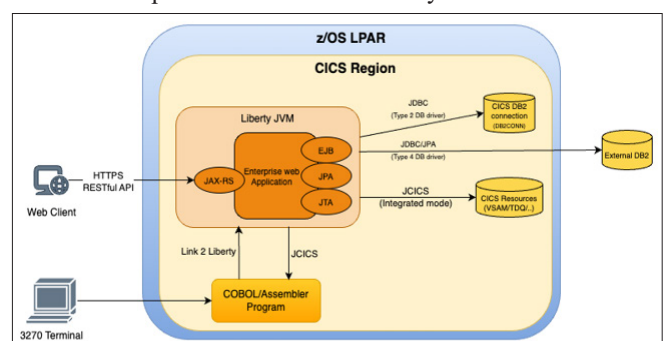 z/OS LPAR
CICS Region
Liberty JVM
JDBC
(Type 2 DB driver)
CICS DB2
connection
(DB2CONN)
EJB
JDBC/JPA
(Type 4 DB driver)
External DB2
HTTPS
RESTful API
JAX-RS
Enterprise web
Application
JPA
JTA
JCICS
(Integrated mode)
CICS Resources
(VSAM/TDQ/..)
Web Client
Link 2 Liberty
JCICS
COBOL/Assembler
Program
3270 Terminal